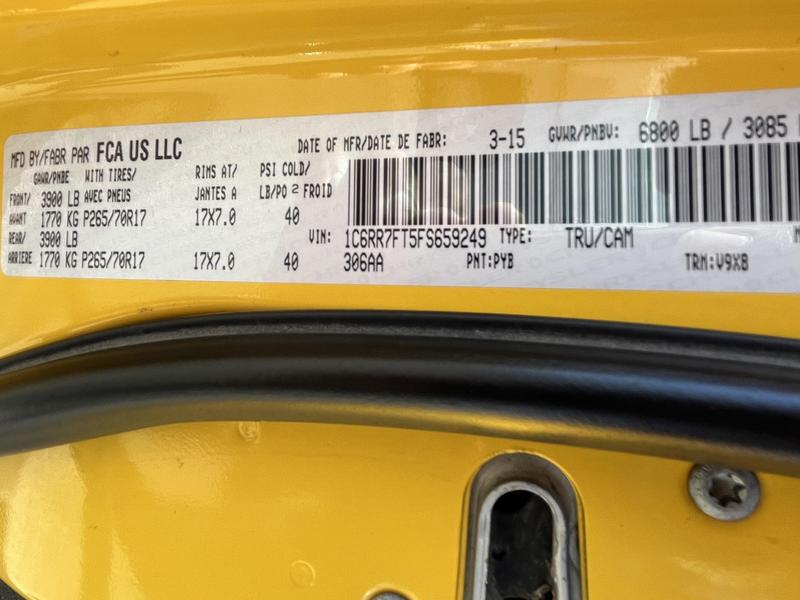 MFD BY/FABR PAR FCA US LLC DATE OF MFR/DATE DE FABR: 3-15 GVWR/PNBV: 6800 LB / 3085
GAWR/PNBE WITH TIRES/ RIMS AT/ PSI COLD/
FRONT/ 3900 LB AVEC PNEUS JANTES A LB/PO 2 FROID
AVANT 1770 KG P265/70R17 17X7.0 40
REAR/ 3900 LB VIN: 1C6RR7FT5FS659249 TYPE: TRU/CAM
ARRIERE 1770 KG P265/70R17 17X7.0 40 306AA PNT:PYB TRM:V9XB